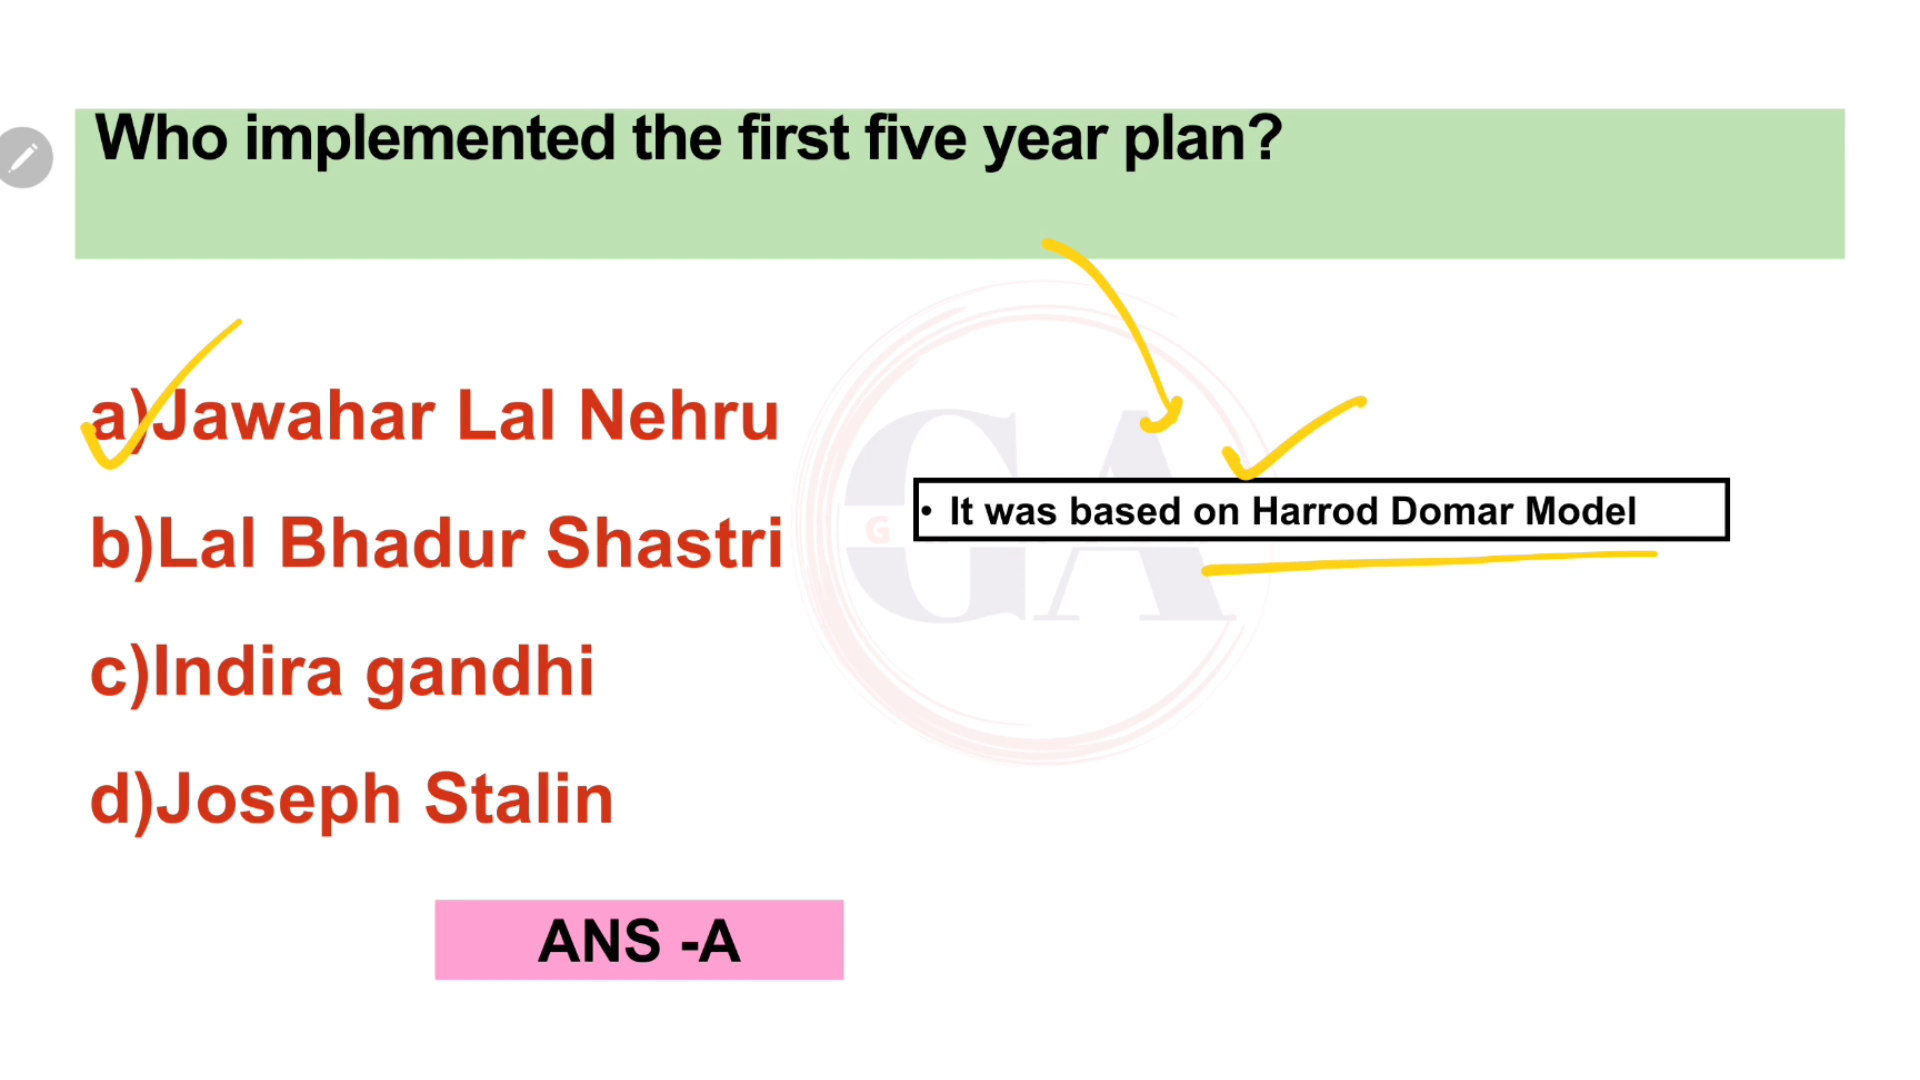 Who implemented the first five year plan?
a)Jawahar Lal Nehru
b)Lal Bhadur Shastri
c)Indira gandhi
d)Joseph Stalin
GA
G
• It was based on Harrod Domar Model
ANS -A